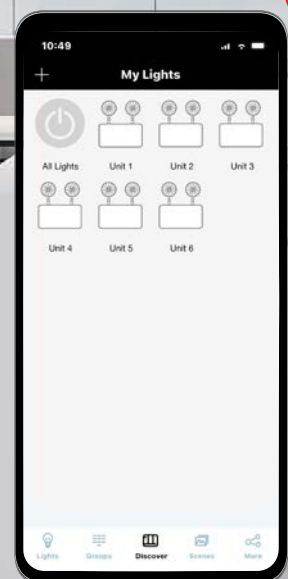 10:49
My Lights
All Lights Unit 1 Unit 2 Unit 3
Unit 4 Unit 5 Unit 6
Lights Groups Discover Scenes More